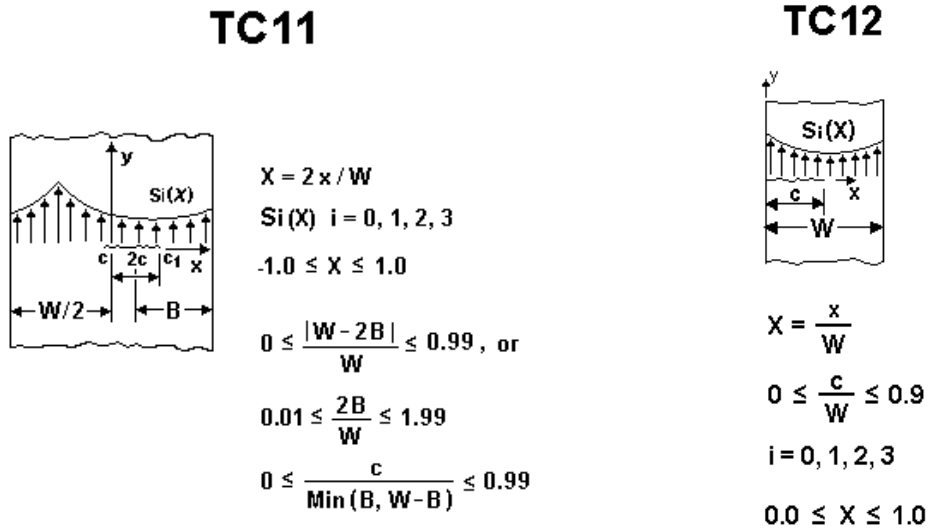 TC11
y
Si(X)
c 2c c₁ x
W/2 B
X = 2 x / W
Si (X) i = 0, 1, 2, 3
-1.0 ≤ X ≤ 1.0
0 ≤ |W - 2B| / W ≤ 0.99 , or
0.01 ≤ 2B / W ≤ 1.99
0 ≤ c / Min (B, W - B) ≤ 0.99
TC12
y
Si(X)
c x
W
X = x / W
0 ≤ c / W ≤ 0.9
i = 0, 1, 2, 3
0.0 ≤ X ≤ 1.0